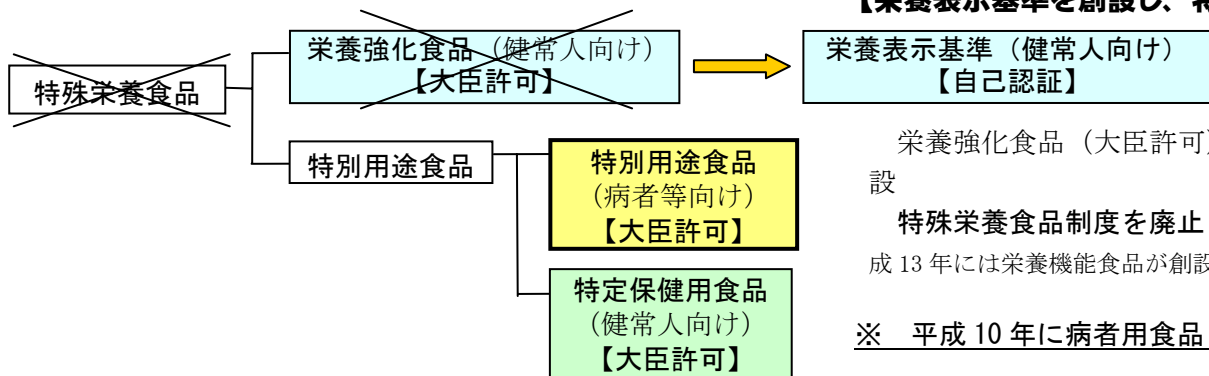 【栄養表示基準を創設し、特
栄養強化食品（健常人向け）
【大臣許可】
栄養表示基準（健常人向け）
【自己認証】
特殊栄養食品
特別用途食品
特別用途食品
（病者等向け）
【大臣許可】
栄養強化食品（大臣許可）
設
特殊栄養食品制度を廃止
成 13 年には栄養機能食品が創設
特定保健用食品
（健常人向け）
【大臣許可】
※　平成 10 年に病者用食品